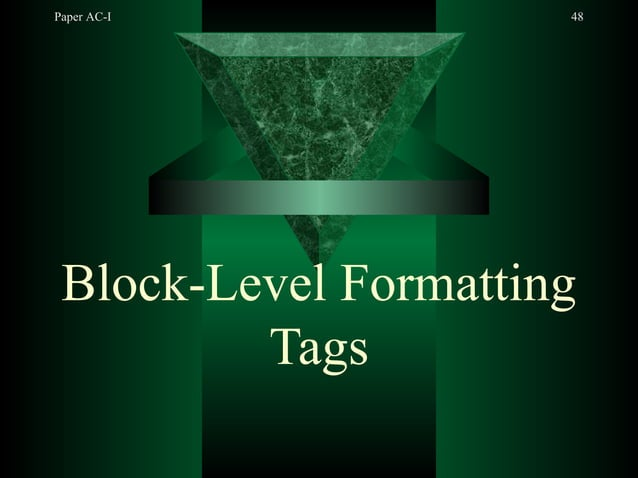 Paper AC-I
48
Block-Level Formatting
Tags